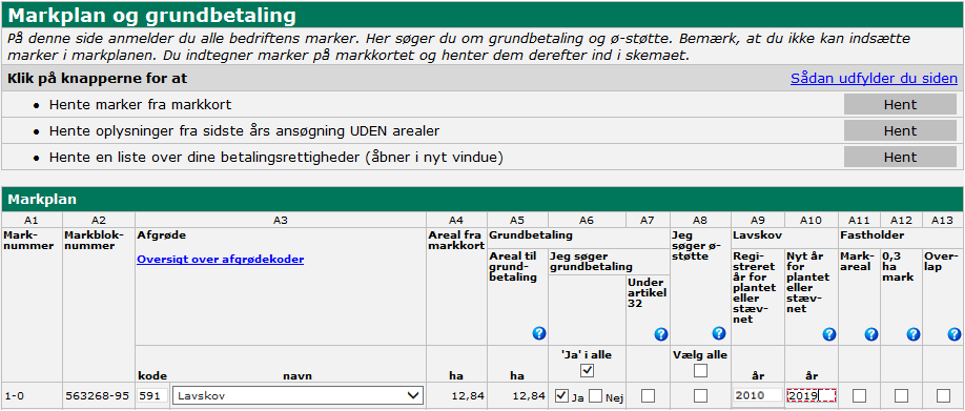 Markplan og grundbetaling
På denne side anmelder du alle bedriftens marker. Her søger du om grundbetaling og ø-støtte. Bemærk, at du ikke kan indsætte
marker i markplanen. Du indtegner marker på markkortet og henter dem derefter ind i skemaet.
Klik på knapperne for at
Sådan udfylder du siden
• Hente marker fra markkort
Hent
• Hente oplysninger fra sidste års ansøgning UDEN arealer
Hent
• Hente en liste over dine betalingsrettigheder (åbner i nyt vindue)
Hent
Markplan
A1 A2 A3 A4 A5 A6 A7 A8 A9 A10 A11 A12 A13
Mark-
nummer
Markblok-
nummer
Afgrøde
Oversigt over afgrødekoder
Areal fra
markkort
Grundbetaling
Areal til
grund-
betaling
?
Jeg søger
grundbetaling
Under
artikel
32
?
Jeg
søger ø-
støtte
?
Lavskov
Regi-
streret
år for
plantet
eller
stæv-
net
Nyt år
for
plantet
eller
stæv-
net
?
Fastholder
Mark-
areal
?
0,3
ha
mark
?
Over-
lap
?
kode navn ha ha 'Ja' i alle Vælg alle år år
1-0 563268-95 591 Lavskov 12,84 12,84 Ja Nej 2010 2019